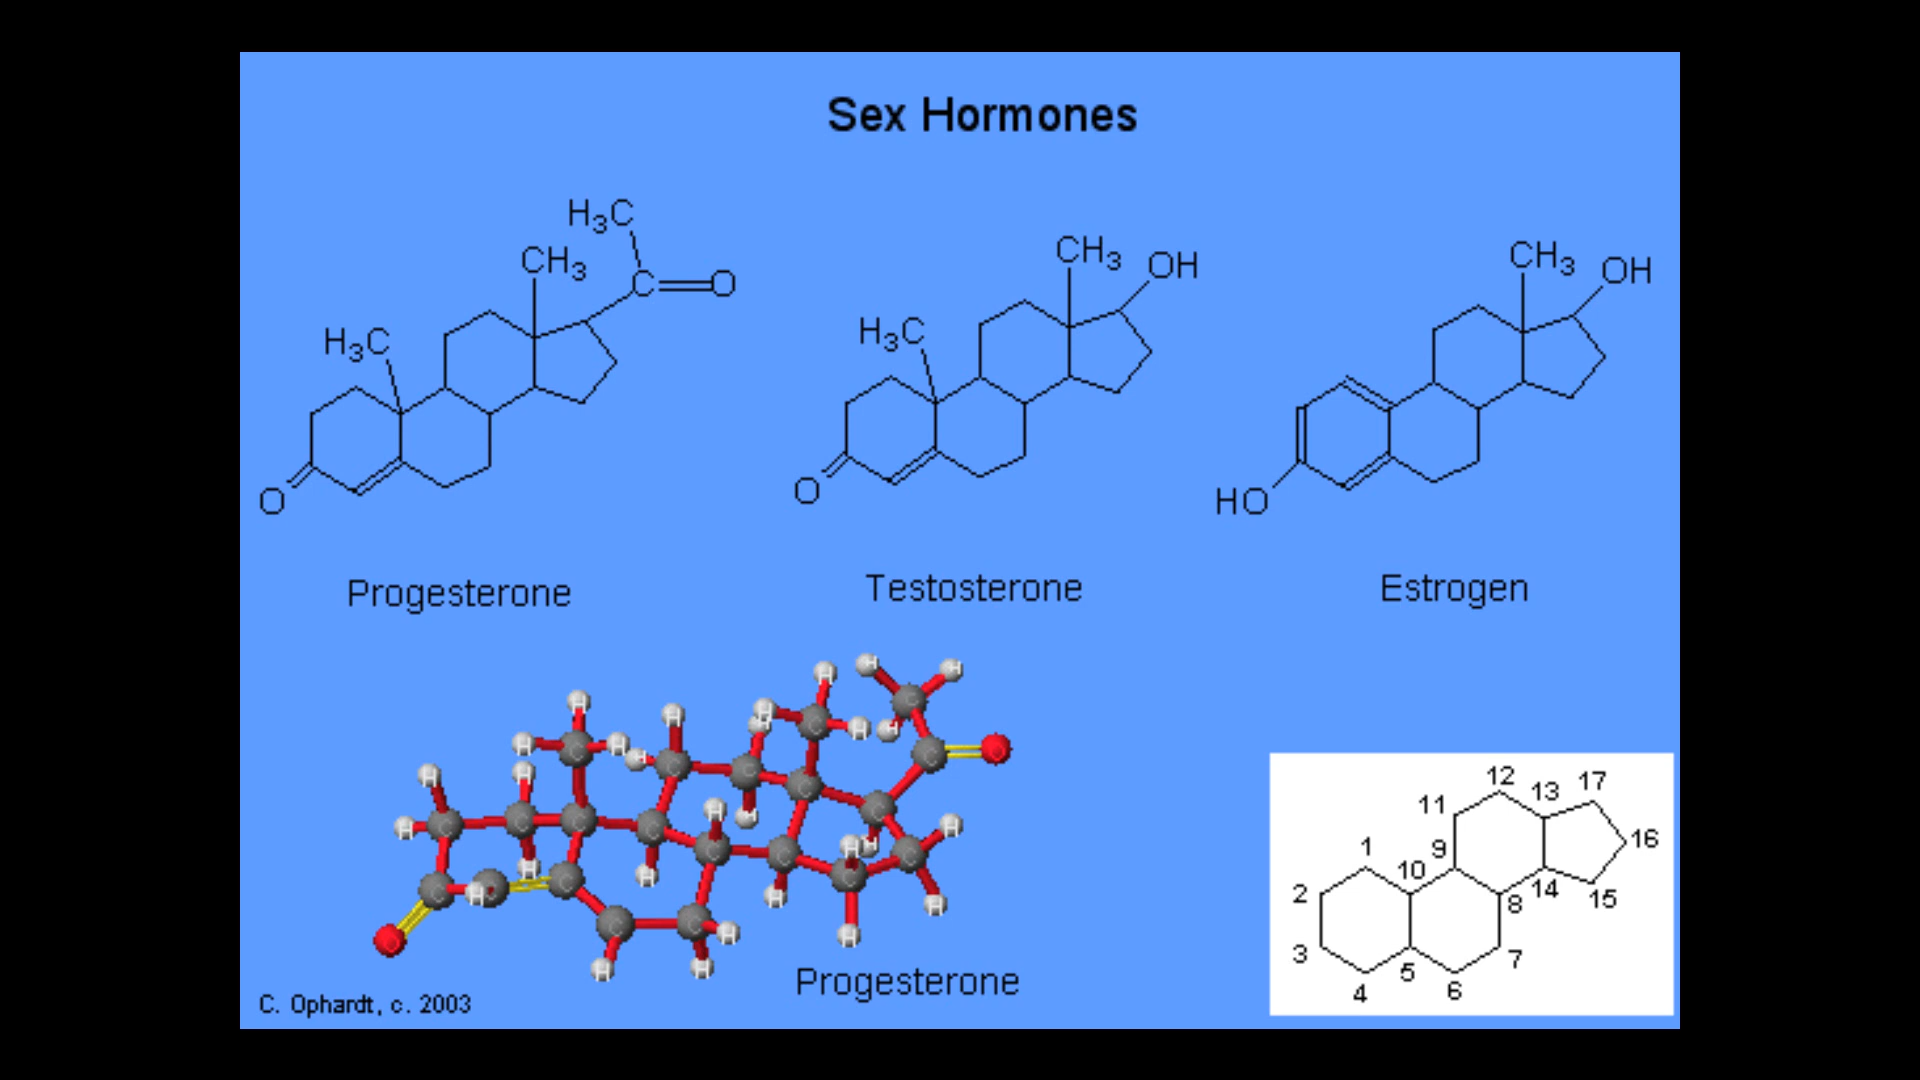 Sex Hormones
H3C
CH3
C
O
H3C
O
CH3
OH
H3C
O
CH3
OH
HO
Progesterone
Testosterone
Estrogen
H H H
H C
H H C O
H C H H C H
H H H C H C C
H H C C H
H C C C C C H H C H
H H C C H
C H C C H H C H
O C C H H
H H
Progesterone
12 17
13
11
16
1 9
10
2 14
8 15
3 7
5
4 6
C. Ophardt, c. 2003